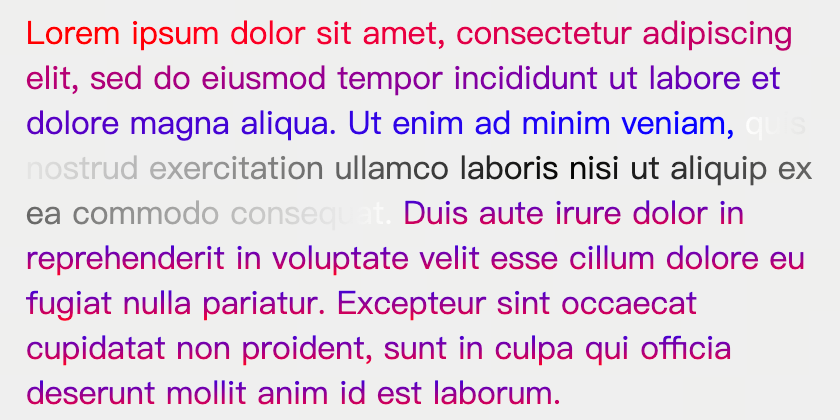 Lorem ipsum dolor sit amet, consectetur adipiscing
elit, sed do eiusmod tempor incididunt ut labore et
dolore magna aliqua. Ut enim ad minim veniam, quis
nostrud exercitation ullamco laboris nisi ut aliquip ex
ea commodo consequat. Duis aute irure dolor in
reprehenderit in voluptate velit esse cillum dolore eu
fugiat nulla pariatur. Excepteur sint occaecat
cupidatat non proident, sunt in culpa qui officia
deserunt mollit anim id est laborum.